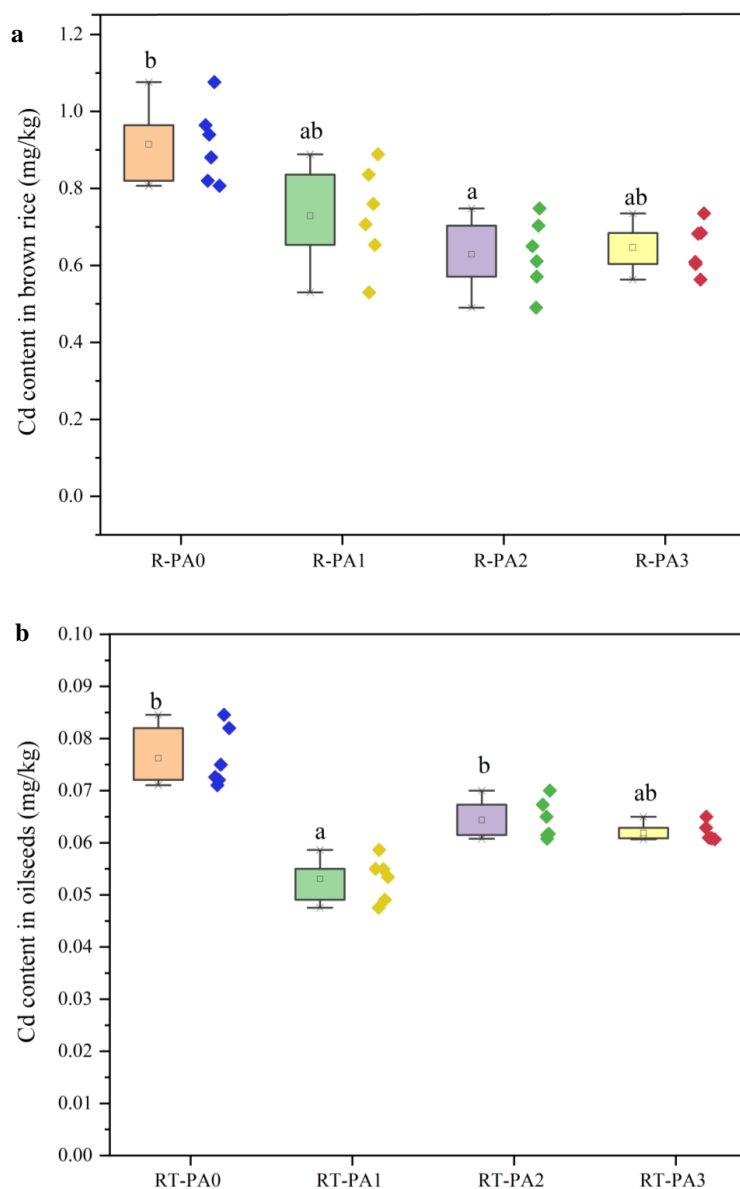 a
Cd content in brown rice (mg/kg)
1.2
1.0
0.8
0.6
0.4
0.2
0.0
b
ab
a
ab
R-PA0 R-PA1 R-PA2 R-PA3
b
Cd content in oilseeds (mg/kg)
0.10
0.09
0.08
0.07
0.06
0.05
0.04
0.03
0.02
0.01
0.00
b
a
b
ab
RT-PA0 RT-PA1 RT-PA2 RT-PA3